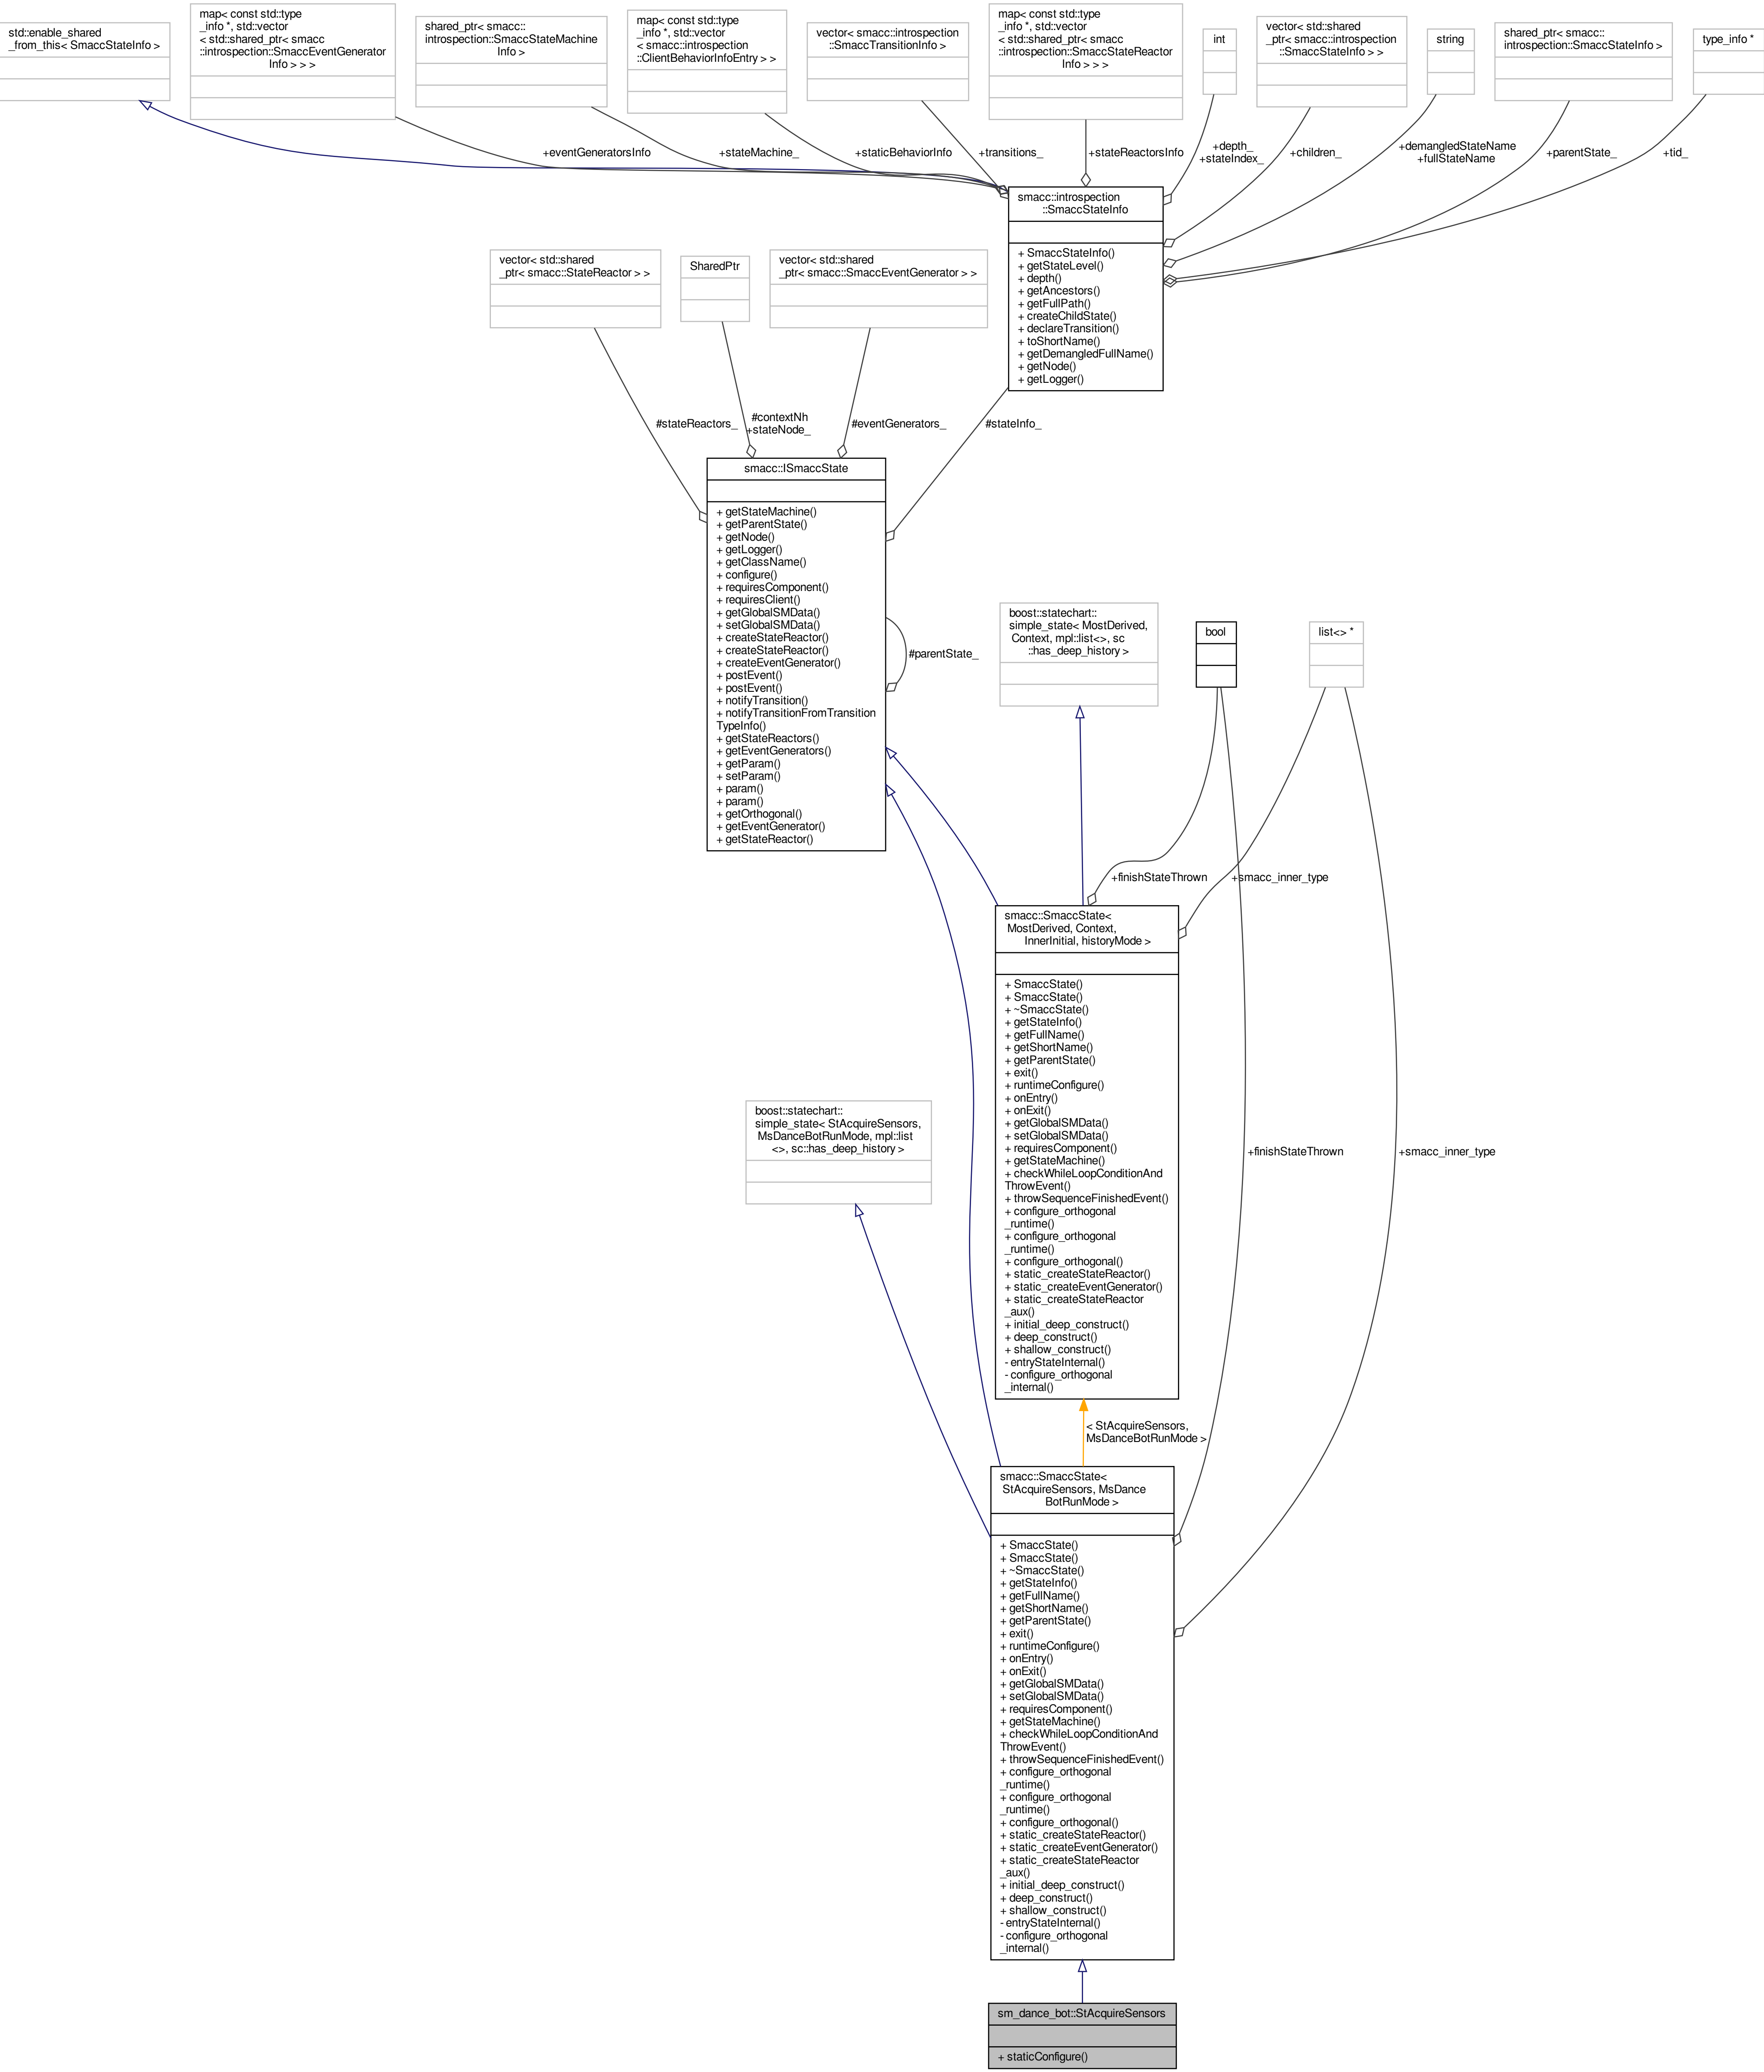 std::enable_shared
_from_this< SmaccStateInfo >
map< const std::type
_info *, std::vector
< std::shared_ptr< smacc
::introspection::SmaccEventGenerator
Info > > >
shared_ptr< smacc::
introspection::SmaccStateMachine
Info >
map< const std::type
_info *, std::vector
< smacc::introspection
::ClientBehaviorInfoEntry > >
vector< smacc::introspection
::SmaccTransitionInfo >
map< const std::type
_info *, std::vector
< std::shared_ptr< smacc
::introspection::SmaccStateReactor
Info > > >
int
vector< std::shared
_ptr< smacc::introspection
::SmaccStateInfo > >
string
shared_ptr< smacc::
introspection::SmaccStateInfo >
type_info *
+eventGeneratorsInfo
+stateMachine_
+staticBehaviorInfo
+transitions_
+stateReactorsInfo
+depth_
+stateIndex_
+children_
+demangledStateName
+fullStateName
+parentState_
+tid_
smacc::introspection
::SmaccStateInfo
+ SmaccStateInfo()
+ getStateLevel()
+ depth()
+ getAncestors()
+ getFullPath()
+ createChildState()
+ declareTransition()
+ toShortName()
+ getDemangledFullName()
+ getNode()
+ getLogger()
vector< std::shared
_ptr< smacc::StateReactor > >
SharedPtr
vector< std::shared
_ptr< smacc::SmaccEventGenerator > >
#stateReactors_
#contextNh
+stateNode_
#eventGenerators_
#stateInfo_
smacc::ISmaccState
+ getStateMachine()
+ getParentState()
+ getNode()
+ getLogger()
+ getClassName()
+ configure()
+ requiresComponent()
+ requiresClient()
+ getGlobalSMData()
+ setGlobalSMData()
+ createStateReactor()
+ createStateReactor()
+ createEventGenerator()
+ postEvent()
+ postEvent()
+ notifyTransition()
+ notifyTransitionFromTransition
TypeInfo()
+ getStateReactors()
+ getEventGenerators()
+ getParam()
+ setParam()
+ param()
+ param()
+ getOrthogonal()
+ getEventGenerator()
+ getStateReactor()
#parentState_
boost::statechart::
simple_state< MostDerived,
Context, mpl::list<>, sc
::has_deep_history >
bool
list<> *
+finishStateThrown
+smacc_inner_type
smacc::SmaccState<
MostDerived, Context,
InnerInitial, historyMode >
+ SmaccState()
+ SmaccState()
+ ~SmaccState()
+ getStateInfo()
+ getFullName()
+ getShortName()
+ getParentState()
+ exit()
+ runtimeConfigure()
+ onEntry()
+ onExit()
+ getGlobalSMData()
+ setGlobalSMData()
+ requiresComponent()
+ getStateMachine()
+ checkWhileLoopConditionAnd
ThrowEvent()
+ throwSequenceFinishedEvent()
+ configure_orthogonal
_runtime()
+ configure_orthogonal
_runtime()
+ configure_orthogonal()
+ static_createStateReactor()
+ static_createEventGenerator()
+ static_createStateReactor
_aux()
+ initial_deep_construct()
+ deep_construct()
+ shallow_construct()
- entryStateInternal()
- configure_orthogonal
_internal()
boost::statechart::
simple_state< StAcquireSensors,
MsDanceBotRunMode, mpl::list
<>, sc::has_deep_history >
+finishStateThrown
+smacc_inner_type
< StAcquireSensors,
MsDanceBotRunMode >
smacc::SmaccState<
StAcquireSensors, MsDance
BotRunMode >
+ SmaccState()
+ SmaccState()
+ ~SmaccState()
+ getStateInfo()
+ getFullName()
+ getShortName()
+ getParentState()
+ exit()
+ runtimeConfigure()
+ onEntry()
+ onExit()
+ getGlobalSMData()
+ setGlobalSMData()
+ requiresComponent()
+ getStateMachine()
+ checkWhileLoopConditionAnd
ThrowEvent()
+ throwSequenceFinishedEvent()
+ configure_orthogonal
_runtime()
+ configure_orthogonal
_runtime()
+ configure_orthogonal()
+ static_createStateReactor()
+ static_createEventGenerator()
+ static_createStateReactor
_aux()
+ initial_deep_construct()
+ deep_construct()
+ shallow_construct()
- entryStateInternal()
- configure_orthogonal
_internal()
sm_dance_bot::StAcquireSensors
+ staticConfigure()